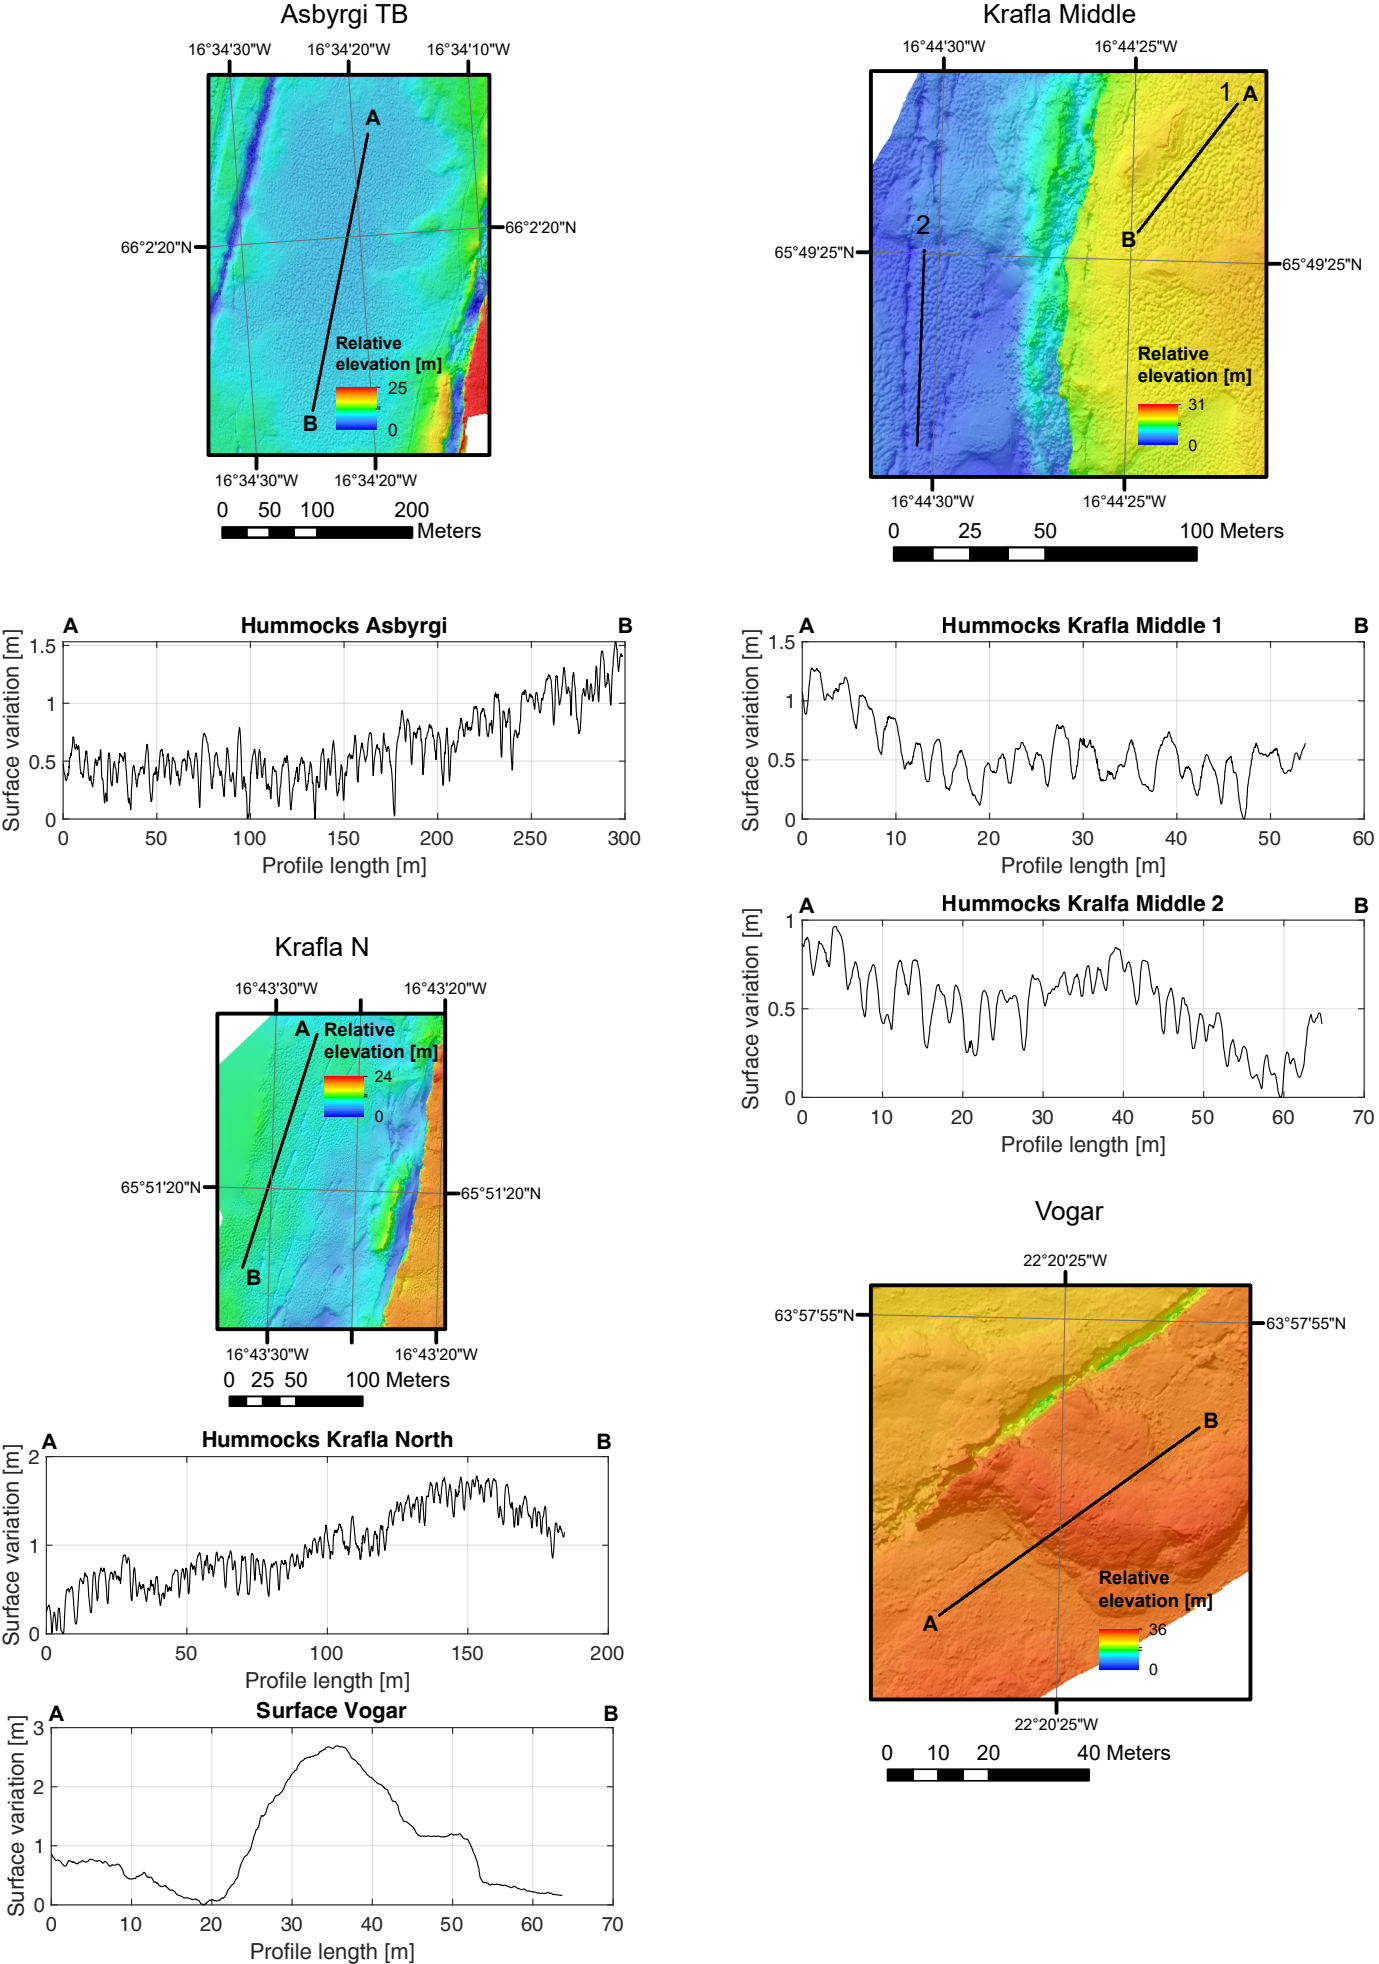 Asbyrgi TB
16°34'30"W 16°34'20"W 16°34'10"W
A
66°2'20"N
66°2'20"N
Relative
elevation [m]
25
0
B
16°34'30"W 16°34'20"W
0 50 100 200
Meters
Krafla Middle
16°44'30"W 16°44'25"W
1 A
2
B
65°49'25"N
65°49'25"N
Relative
elevation [m]
31
0
16°44'30"W 16°44'25"W
0 25 50 100 Meters
A Hummocks Asbyrgi B
Surface variation [m]
1.5
1
0.5
0
0 50 100 150 200 250 300
Profile length [m]
A Hummocks Krafla Middle 1 B
Surface variation [m]
1.5
1
0.5
0
0 10 20 30 40 50 60
Profile length [m]
A Hummocks Kralfa Middle 2 B
Surface variation [m]
1
0.5
0
0 10 20 30 40 50 60 70
Profile length [m]
Krafla N
16°43'30"W 16°43'20"W
A Relative
elevation [m]
24
0
65°51'20"N
65°51'20"N
B
16°43'30"W 16°43'20"W
0 25 50 100 Meters
A Hummocks Krafla North B
Surface variation [m]
2
1
0
0 50 100 150 200
Profile length [m]
A Surface Vogar B
Surface variation [m]
3
2
1
0
0 10 20 30 40 50 60 70
Profile length [m]
Vogar
22°20'25"W
63°57'55"N
63°57'55"N
B
A
Relative
elevation [m]
36
0
22°20'25"W
0 10 20 40 Meters